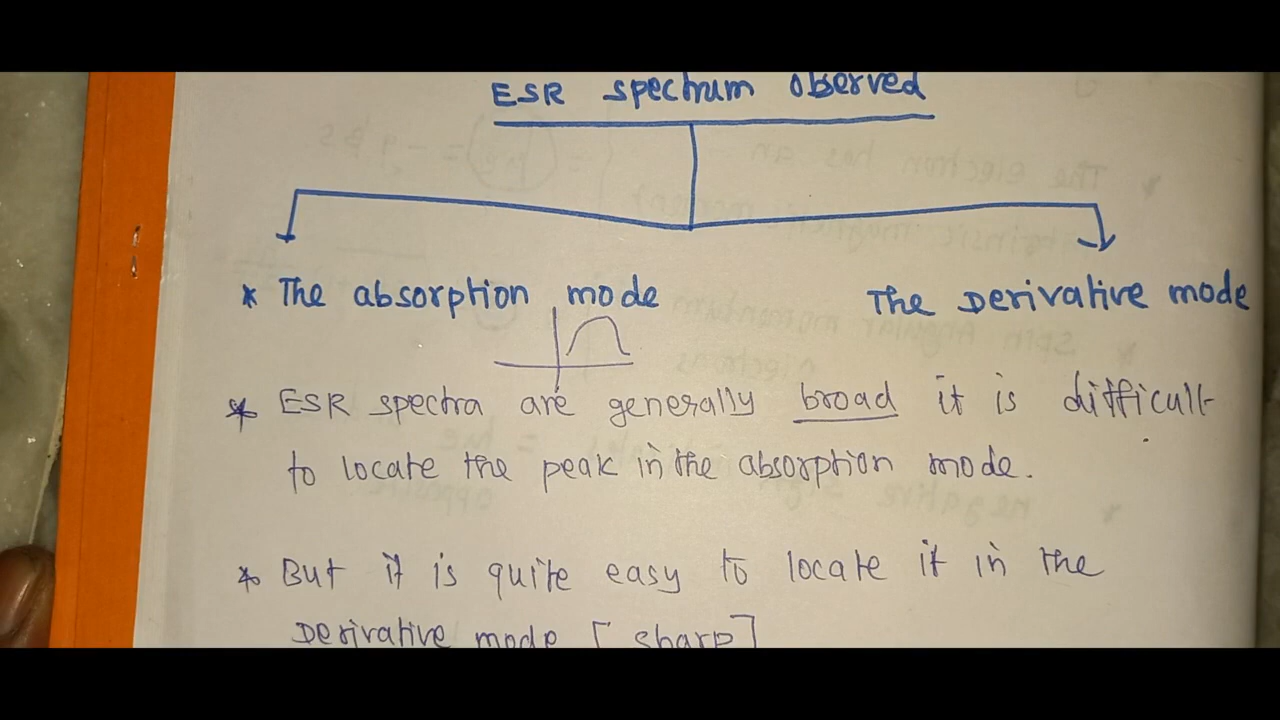 ESR spectrum observed
* The absorption mode The Derivative mode
* ESR spectra are generally broad it is difficult
to locate the peak in the absorption mode.
* But it is quite easy to locate it in the
Derivative mode [ sharp ]